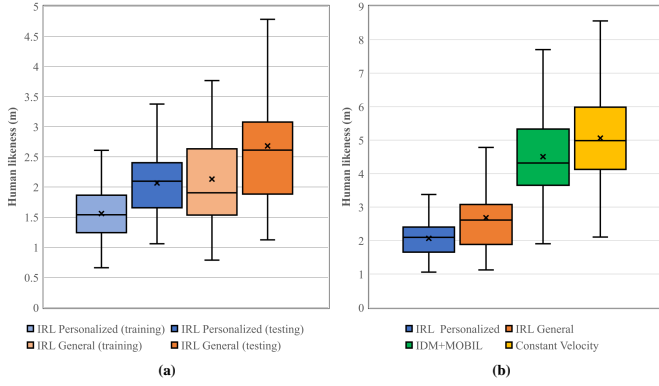 5
4.5
4
3.5
3
2.5
2
1.5
1
0.5
0
Human likeness (m)
IRL Personalized (training)
IRL Personalized (testing)
IRL General (training)
IRL General (testing)
(a)
9
8
7
6
5
4
3
2
1
0
Human likeness (m)
IRL Personalized
IRL General
IDM+MOBIL
Constant Velocity
(b)